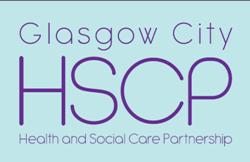 Glasgow City
HSCP
Health and Social Care Partnership